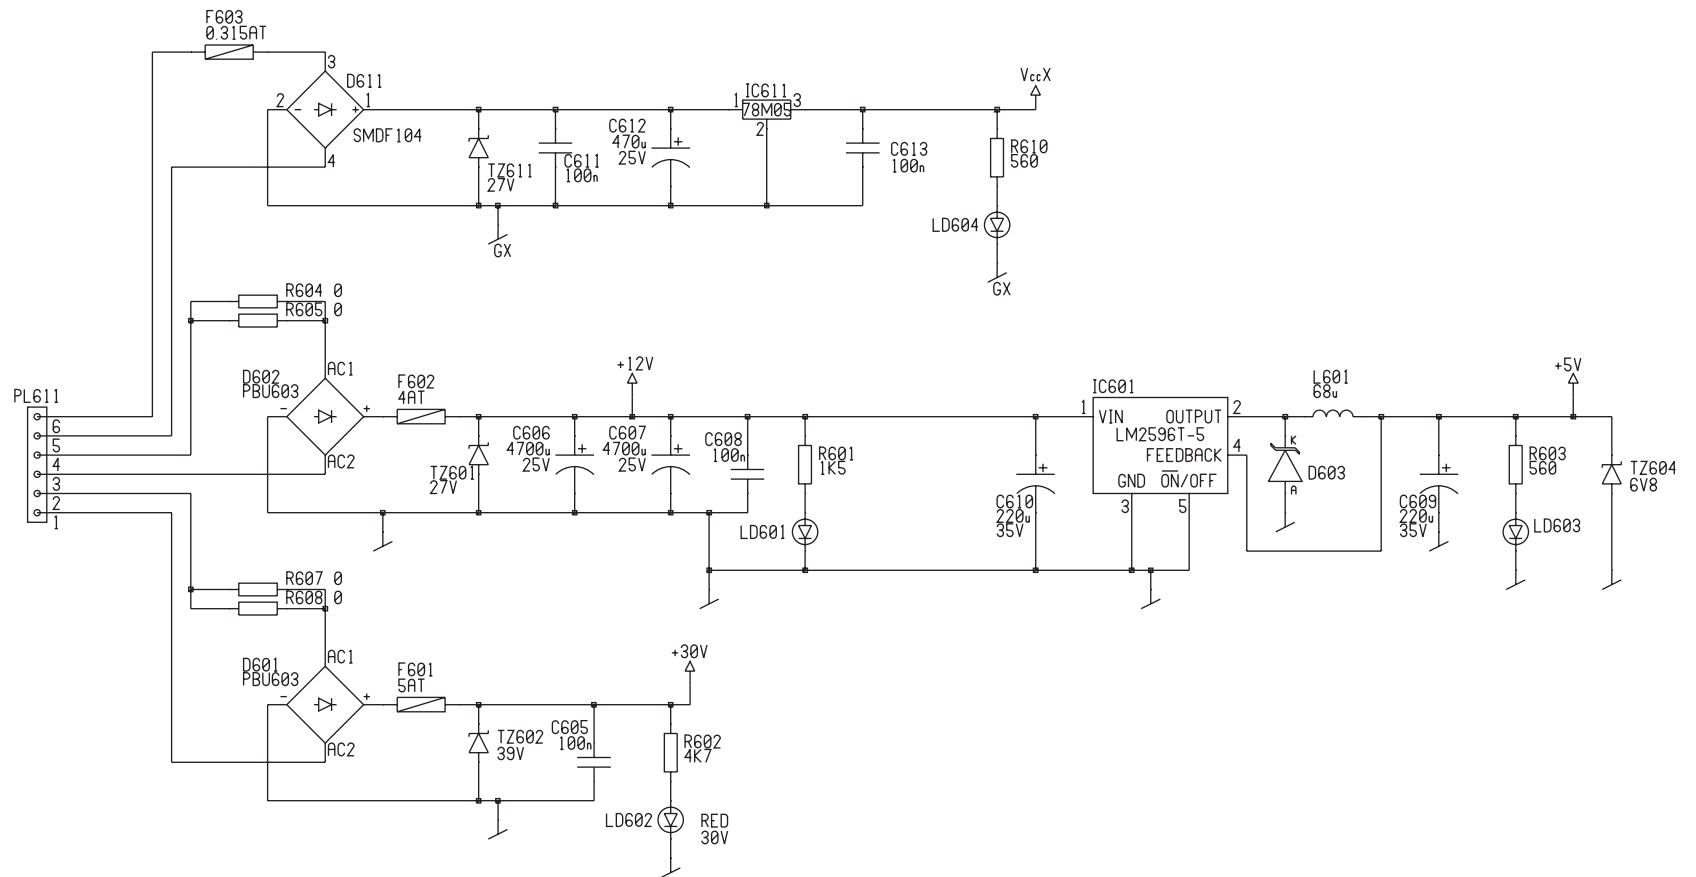 F603
0.315AT
3
D611
2
-
+
1
4
SMDF104
TZ611
27V
C611
100n
C612
470u
25V
+
IC611
1
78M05
3
2
C613
100n
VccX
R610
560
LD604
GX
GX
R604 0
R605 0
PL611
6
5
4
3
2
1
D602
PBU603
AC1
-
+
AC2
F602
4AT
+12V
TZ601
27V
C606
4700u
25V
+
C607
4700u
25V
+
C608
100n
R601
1K5
LD601
C610
220u
35V
+
IC601
1
VIN
OUTPUT
2
LM2596T-5
FEEDBACK
4
GND
ON/OFF
3
5
K
D603
A
L601
68u
C609
220u
35V
+
+5V
R603
560
LD603
TZ604
6V8
R607 0
R608 0
D601
PBU603
AC1
-
+
AC2
F601
5AT
+30V
TZ602
39V
C605
100n
R602
4K7
LD602
RED
30V